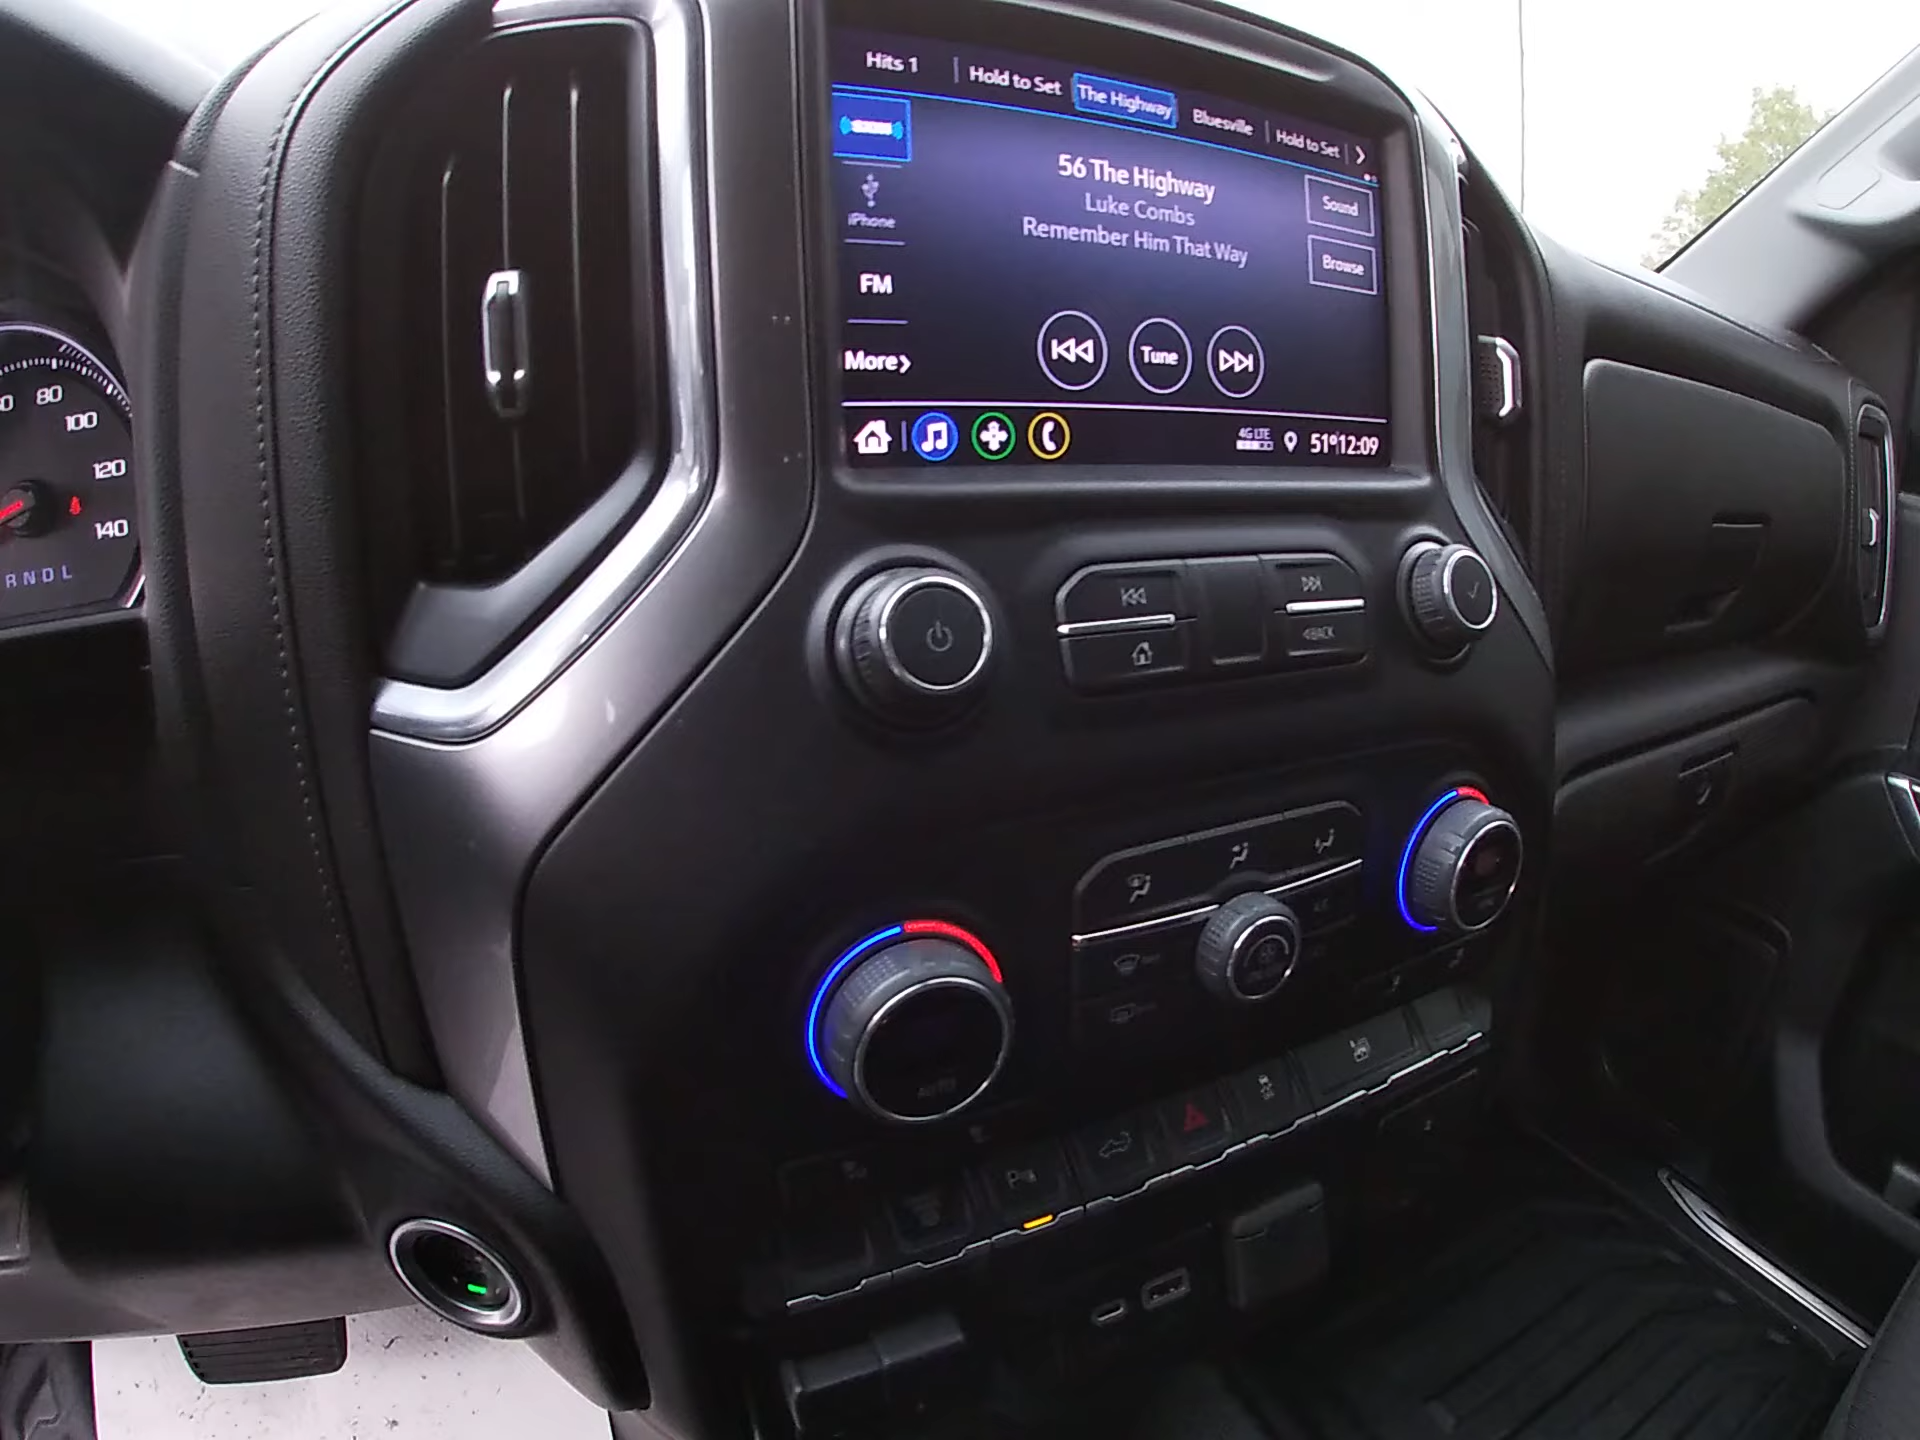 Hits 1
Hold to Set
The Highway
Bluesville
Hold to Set
56 The Highway
Luke Combs
Remember Him That Way
Sound
Browse
iPhone
FM
More
Tune
4G LTE
51° 12:09
80
100
120
140
R N D L
BACK
AUTO